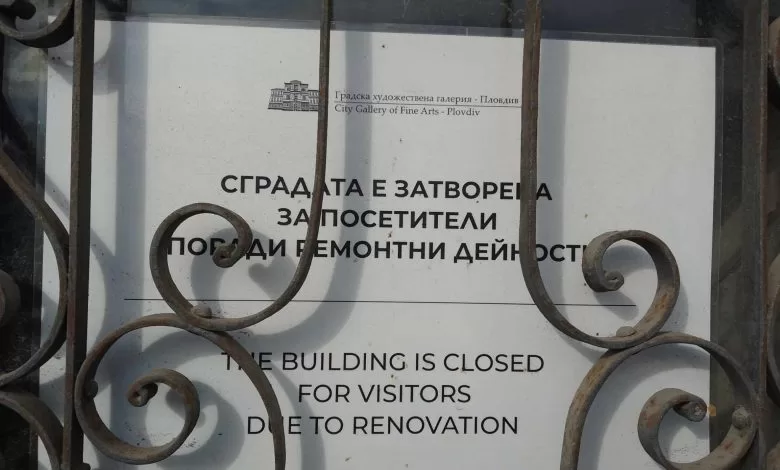 Градска художествена галерия - Пловдив
City Gallery of Fine Arts - Plovdiv
СГРАДАТА Е ЗАТВОРЕНА
ЗА ПОСЕТИТЕЛИ
ПОРАДИ РЕМОНТНИ ДЕЙНОСТИ
THE BUILDING IS CLOSED
FOR VISITORS
DUE TO RENOVATION